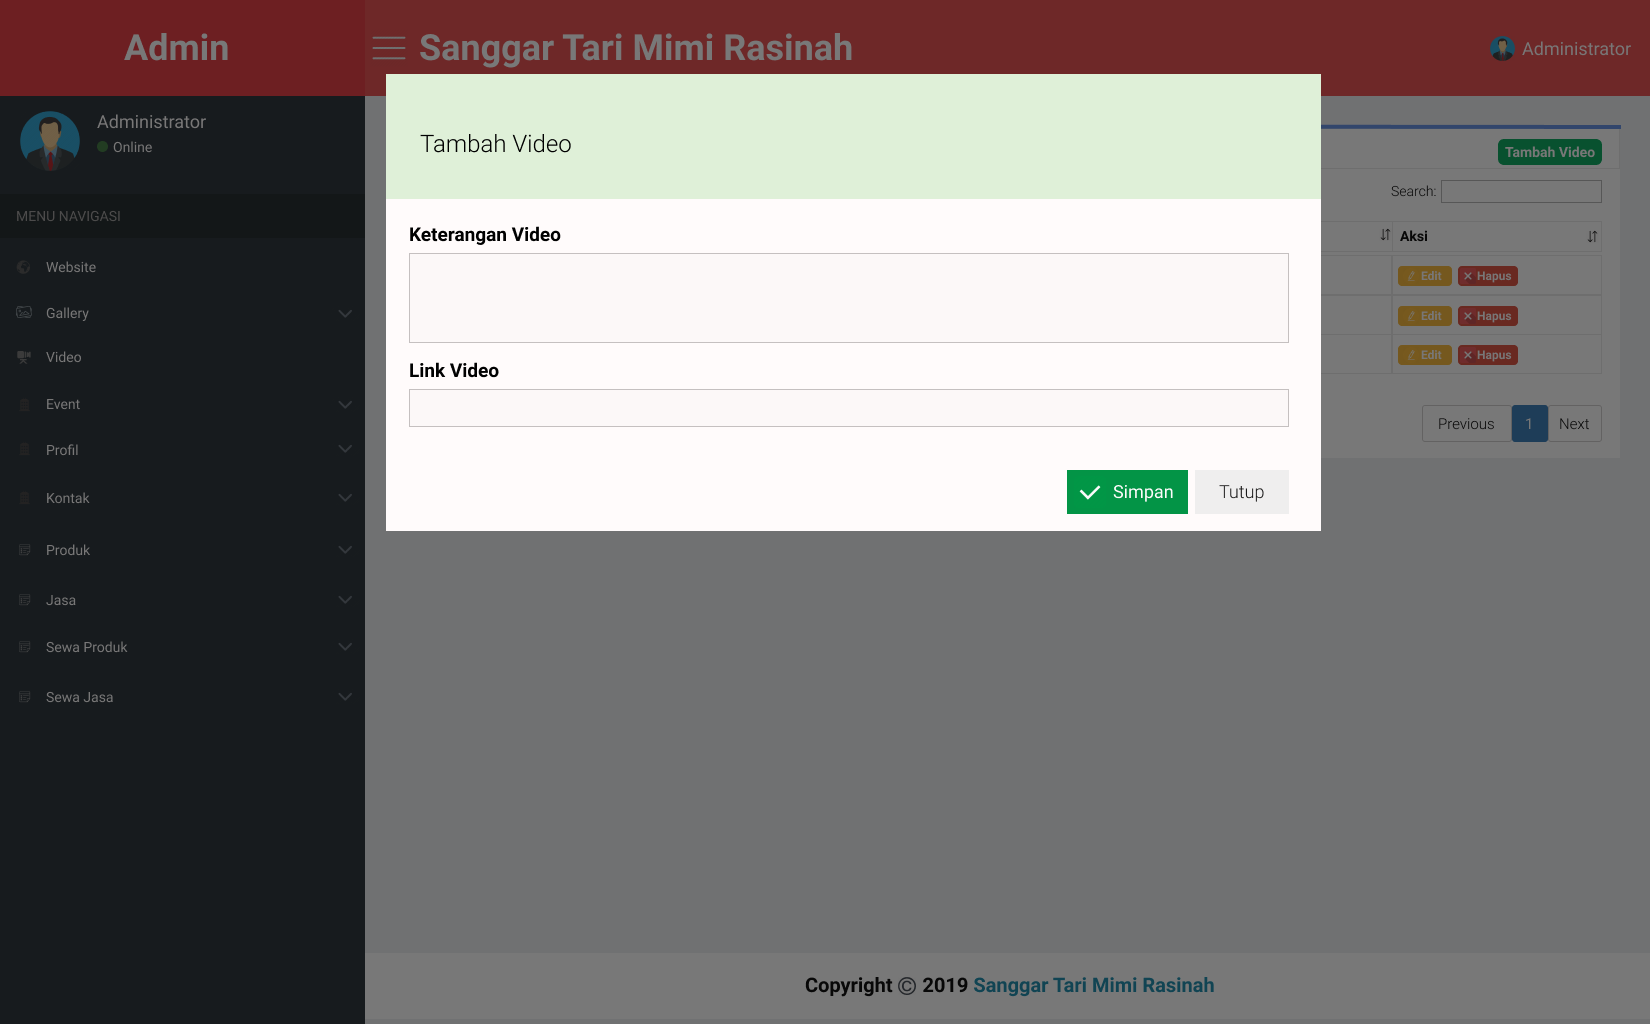 Admin
Sanggar Tari Mimi Rasinah
Administrator
Administrator
Online
MENU NAVIGASI
Website
Gallery
Video
Event
Profil
Kontak
Produk
Jasa
Sewa Produk
Sewa Jasa
Tambah Video
Keterangan Video
Link Video
Simpan
Tutup
Tambah Video
Search:
Aksi
Edit Hapus
Edit Hapus
Edit Hapus
Previous 1 Next
Copyright © 2019 Sanggar Tari Mimi Rasinah